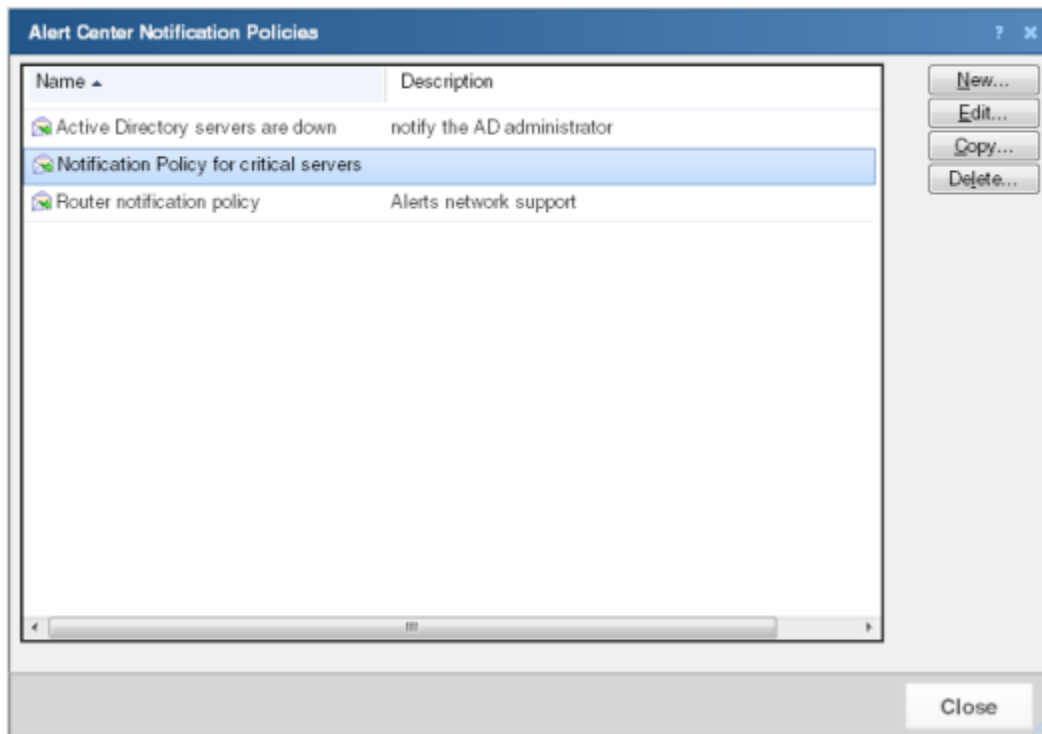 Alert Center Notification Policies ?
Name Description
Active Directory servers are down notify the AD administrator
Notification Policy for critical servers
Router notification policy Alerts network support
New...
Edit...
Copy...
Delete...
Close